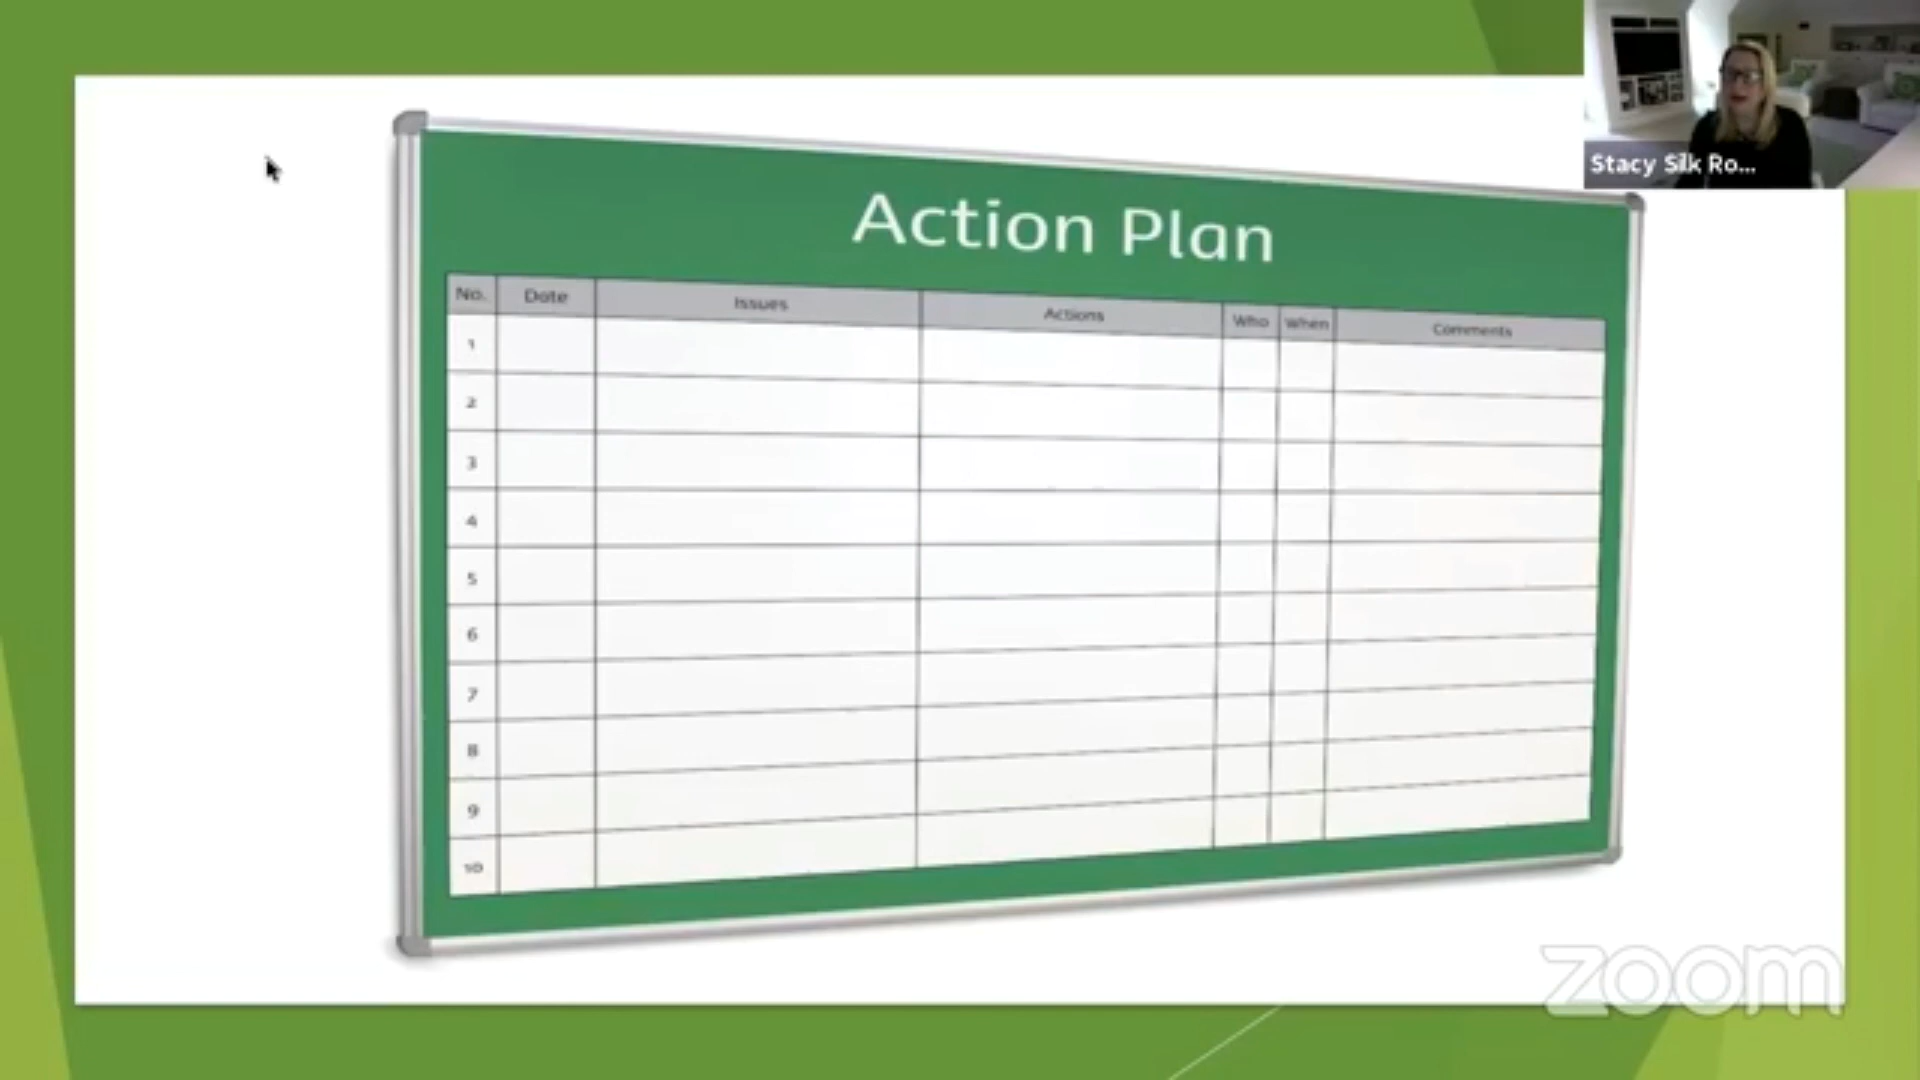 Stacy Silk Ro...
Action Plan
No. Date Issues Actions Who When Comments
1
2
3
4
5
6
7
8
9
10
zoom